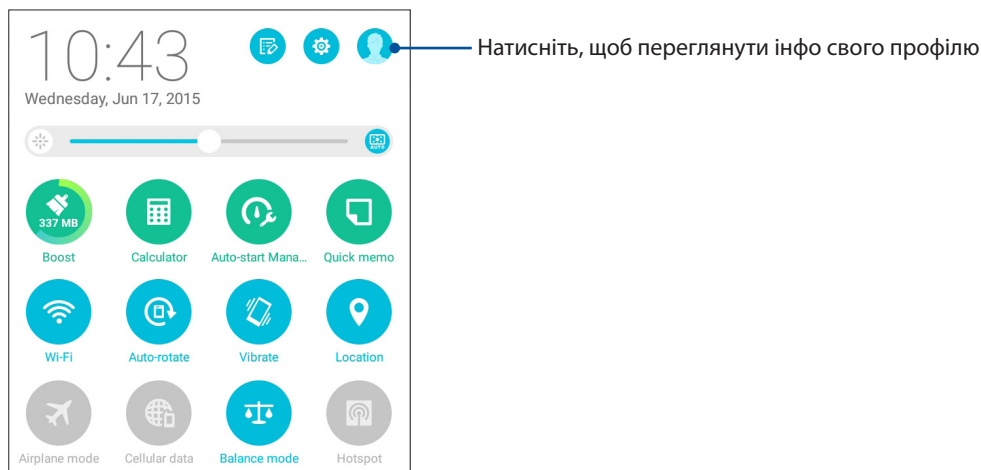 10:43
Натисніть, щоб переглянути інфо свого профілю
Wednesday, Jun 17, 2015
AUTO
337 MB
Boost Calculator Auto-start Mana... Quick memo
Wi-Fi Auto-rotate Vibrate Location
Airplane mode Cellular data Balance mode Hotspot